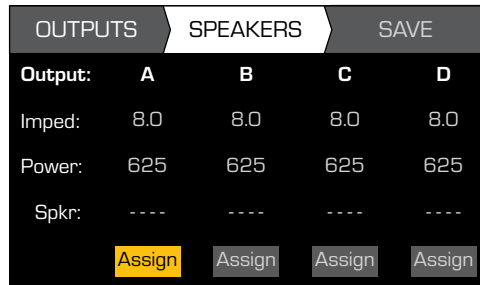 OUTPUTS SPEAKERS SAVE
Output: A B C D
Imped: 8.0 8.0 8.0 8.0
Power: 625 625 625 625
Spkr: ---- ---- ---- ----
Assign Assign Assign Assign